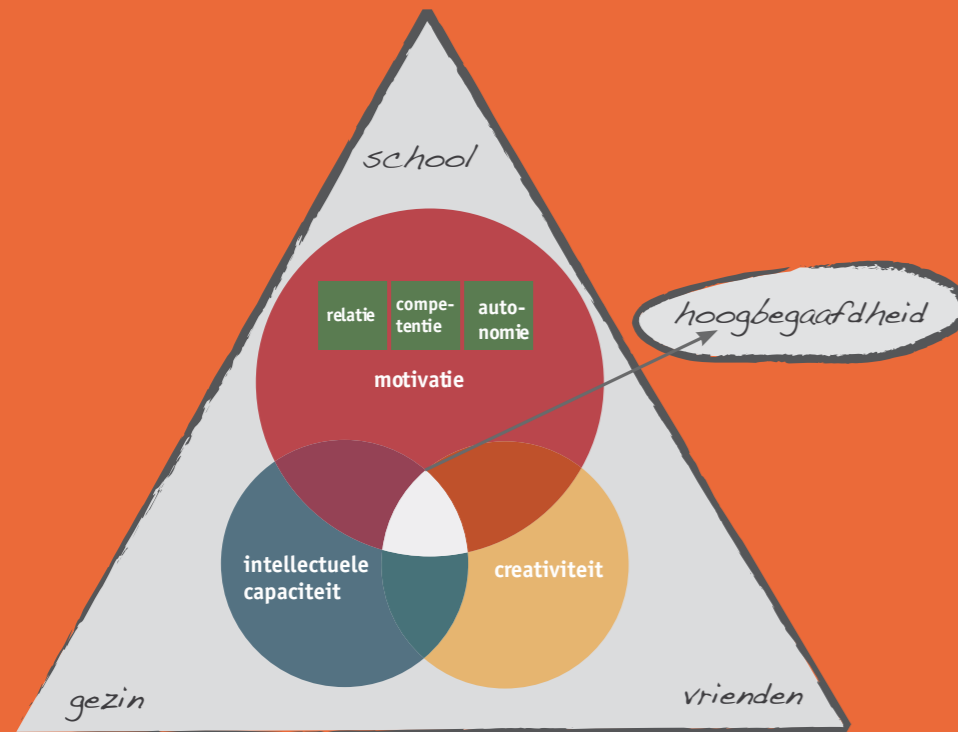 school
relatie
compe-
tentie
auto-
nomie
motivatie
hoogbegaafdheid
intellectuele
capaciteit
creativiteit
gezin
vrienden